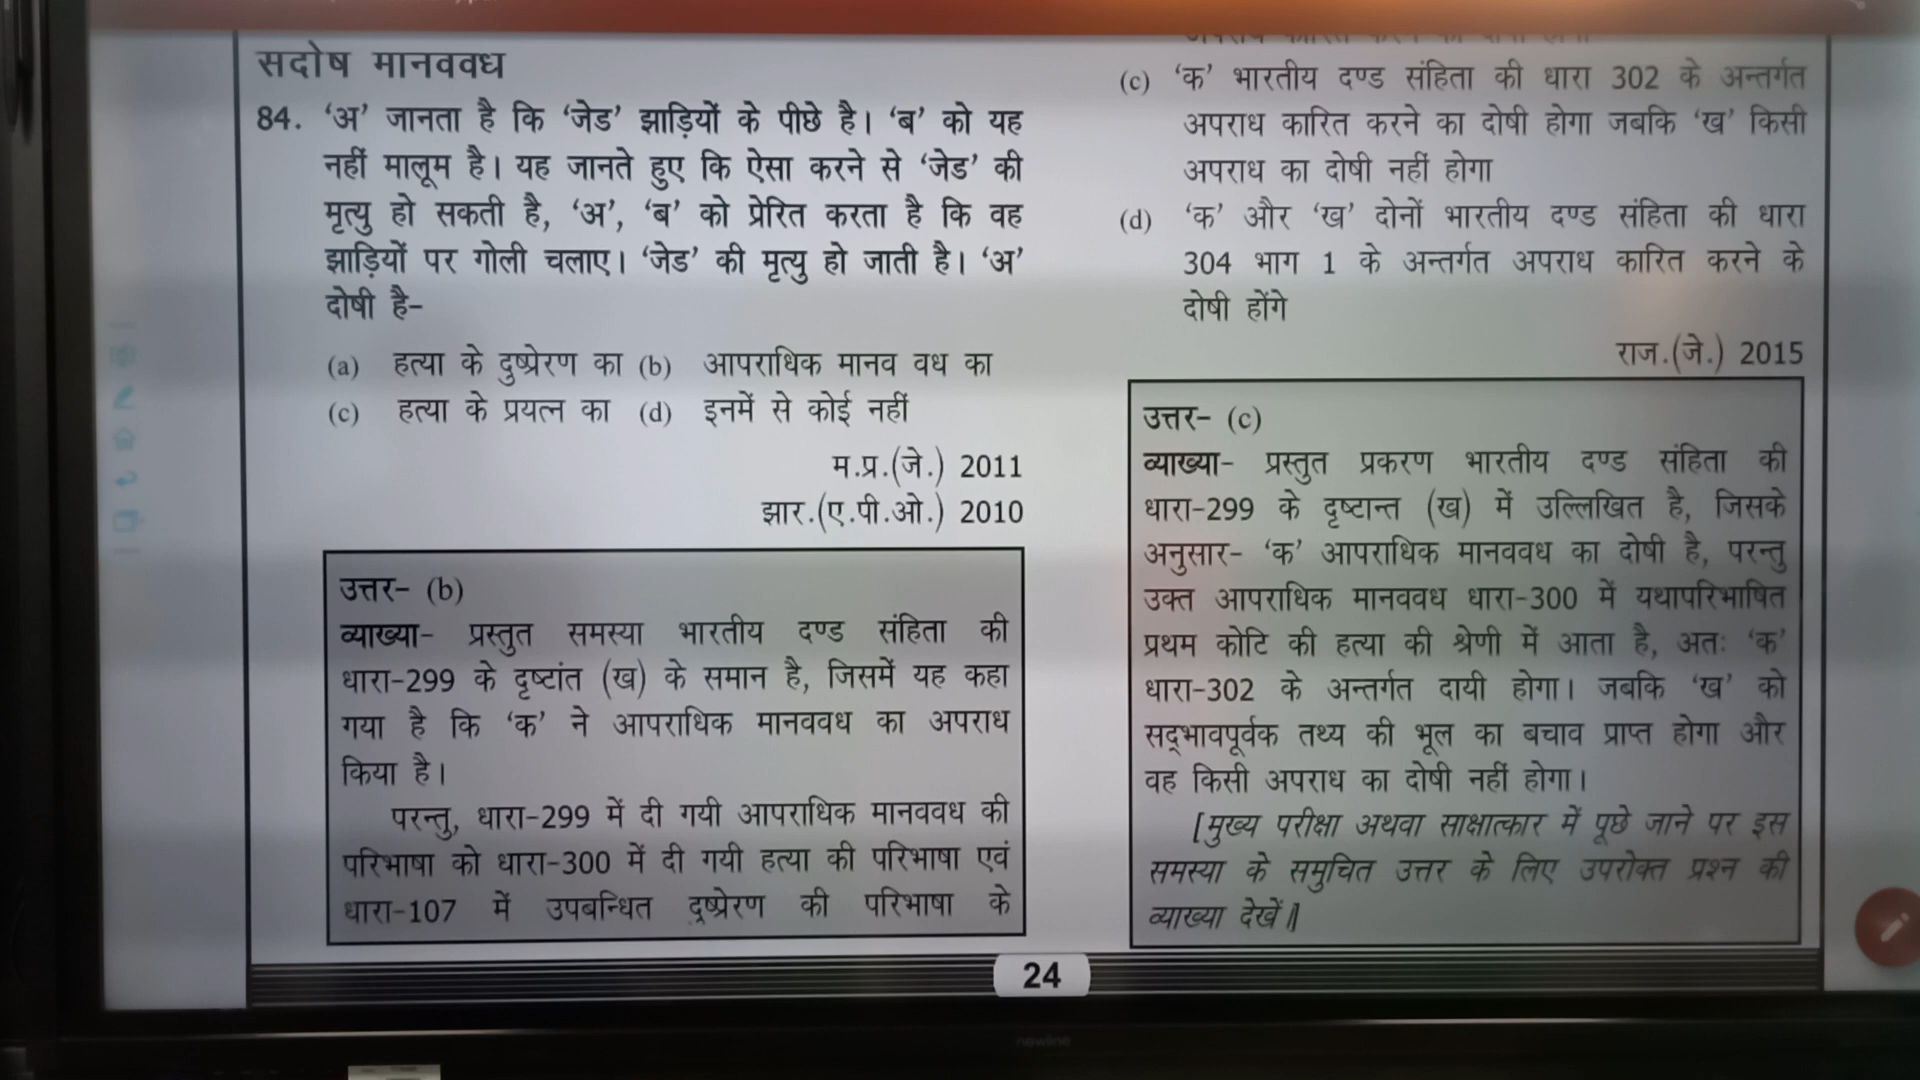 सदोष मानववध
84. 'अ' जानता है कि 'जेड' झाड़ियों के पीछे है। 'ब' को यह
नहीं मालूम है। यह जानते हुए कि ऐसा करने से 'जेड' की
मृत्यु हो सकती है, 'अ', 'ब' को प्रेरित करता है कि वह
झाड़ियों पर गोली चलाए। 'जेड' की मृत्यु हो जाती है। 'अ'
दोषी है-
(a) हत्या के दुष्प्रेरण का (b) आपराधिक मानव वध का
(c) हत्या के प्रयत्न का (d) इनमें से कोई नहीं
म.प्र.(जे.) 2011
झार.(ए.पी.ओ.) 2010
उत्तर- (b)
व्याख्या- प्रस्तुत समस्या भारतीय दण्ड संहिता की
धारा-299 के दृष्टांत (ख) के समान है, जिसमें यह कहा
गया है कि 'क' ने आपराधिक मानववध का अपराध
किया है।
परन्तु, धारा-299 में दी गयी आपराधिक मानववध की
परिभाषा को धारा-300 में दी गयी हत्या की परिभाषा एवं
धारा-107 में उपबन्धित दुष्प्रेरण की परिभाषा के
(c) 'क' भारतीय दण्ड संहिता की धारा 302 के अन्तर्गत
अपराध कारित करने का दोषी होगा जबकि 'ख' किसी
अपराध का दोषी नहीं होगा
(d) 'क' और 'ख' दोनों भारतीय दण्ड संहिता की धारा
304 भाग 1 के अन्तर्गत अपराध कारित करने के
दोषी होंगे
राज.(जे.) 2015
उत्तर- (c)
व्याख्या- प्रस्तुत प्रकरण भारतीय दण्ड संहिता की
धारा-299 के दृष्टान्त (ख) में उल्लिखित है, जिसके
अनुसार- 'क' आपराधिक मानववध का दोषी है, परन्तु
उक्त आपराधिक मानववध धारा-300 में यथापरिभाषित
प्रथम कोटि की हत्या की श्रेणी में आता है, अतः 'क'
धारा-302 के अन्तर्गत दायी होगा। जबकि 'ख' को
सद्भावपूर्वक तथ्य की भूल का बचाव प्राप्त होगा और
वह किसी अपराध का दोषी नहीं होगा।
[मुख्य परीक्षा अथवा साक्षात्कार में पूछे जाने पर इस
समस्या के समुचित उत्तर के लिए उपरोक्त प्रश्न की
व्याख्या देखें।]
24
newline